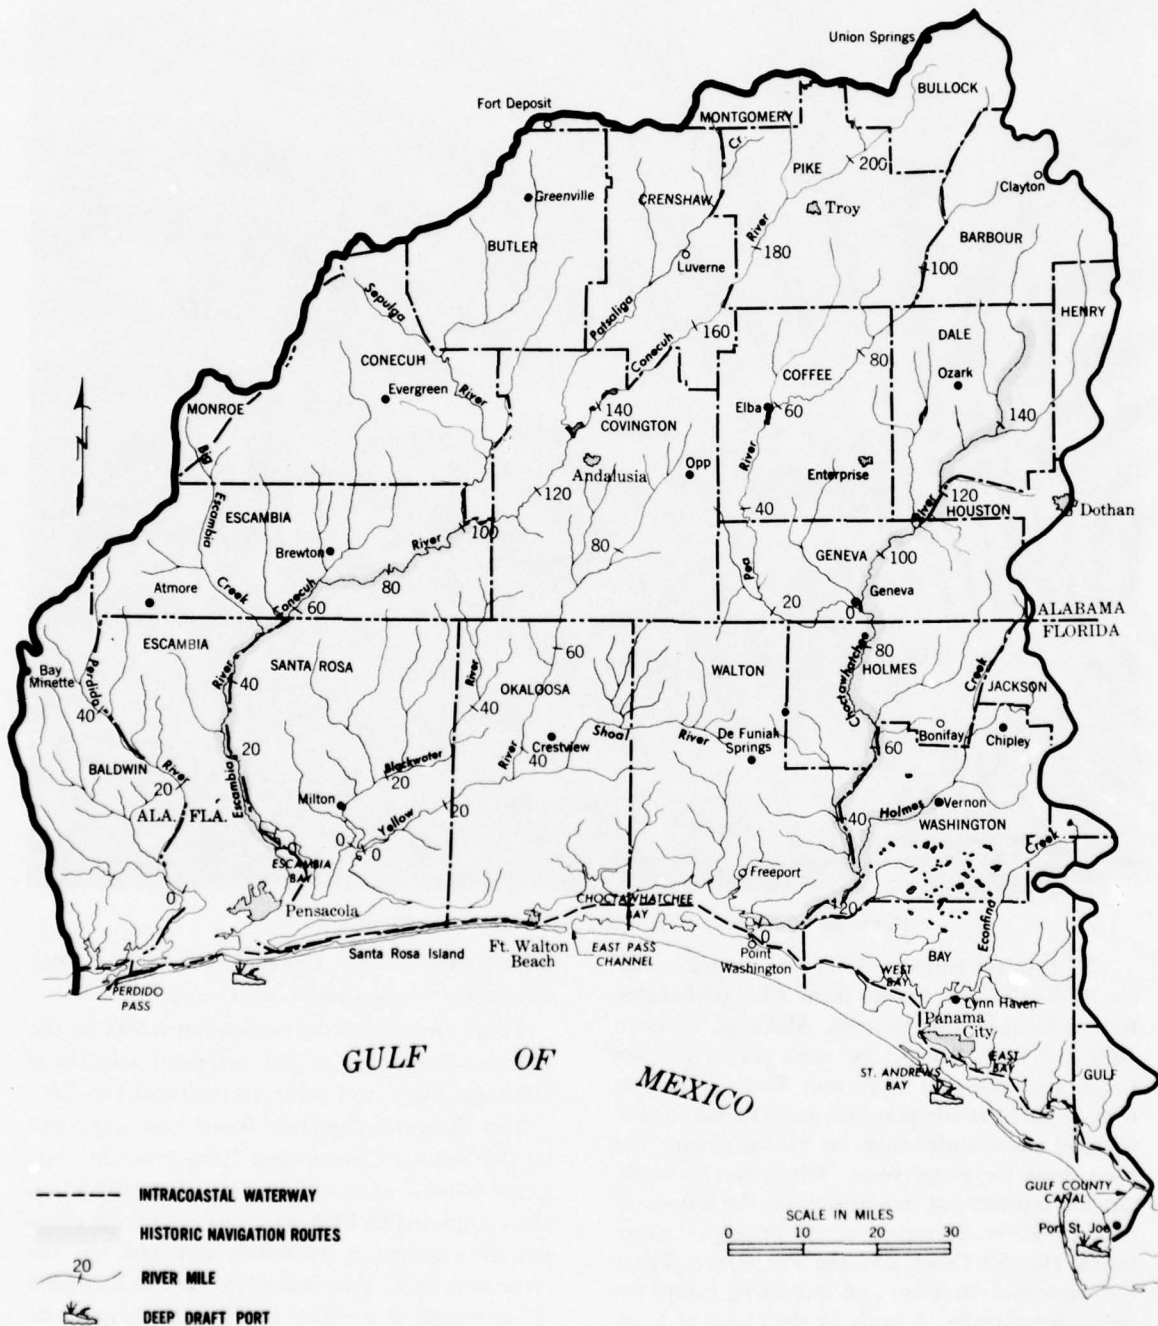 Union Springs
BULLOCK
Fort Deposit
MONTGOMERY
Cr.
PIKE
200
Clayton
Greenville
CRENSHAW
Troy
River
BUTLER
BARBOUR
180
Luverne
100
Sepulga
Patsaliga
HENRY
160
Conecuh
DALE
CONECUH
80
COFFEE
Ozark
Evergreen
River
MONROE
140
COVINGTON
Elba
60
140
Big
River
Opp
Andalusia
Enterprise
120
120
Escambia
40
River
HOUSTON
Dothan
ESCAMBIA
100
River
80
Brewton
GENEVA
100
Pea
80
Atmore
Creek
Conecuh
60
20
0
Geneva
ALABAMA
FLORIDA
ESCAMBIA
SANTA ROSA
River
60
WALTON
80
HOLMES
Bay
Minette
Perdido
40
River
40
River
OKALOOSA
40
Choctawhatchee
Creek
JACKSON
20
Shoal
River
De Funiak
Springs
60
Bonifay
Chipley
BALDWIN
River
20
Escambia
Blackwater
20
River
40
Crestview
ALA.
FLA.
Milton
Yellow
20
40
Holmes
Vernon
WASHINGTON
0
0
0
ESCAMBIA
BAY
Creek
Freeport
0
Pensacola
CHOCTAWHATCHEE
BAY
20
Econfina
Santa Rosa Island
Ft. Walton
Beach
EAST PASS
CHANNEL
0
Point
Washington
BAY
WEST
BAY
PERDIDO
PASS
Lynn Haven
Panama
City
GULF OF MEXICO
EAST
BAY
ST. ANDREWS
BAY
GULF
GULF COUNTY
CANAL
Port St. Joe
INTRACOASTAL WATERWAY
HISTORIC NAVIGATION ROUTES
20
RIVER MILE
DEEP DRAFT PORT
SCALE IN MILES
0 10 20 30
N